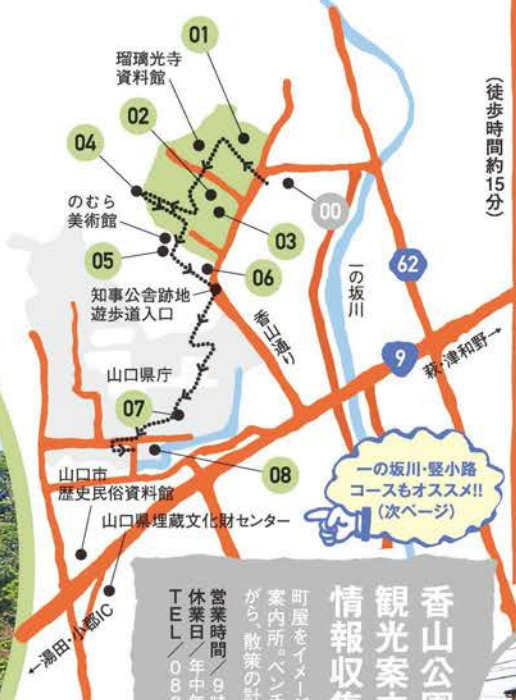 01
瑠璃光寺
資料館
02
04
のむら
美術館
00
03
05
06
62
一の坂川
知事公舎跡地
遊歩道入口
香山通り
9
萩・津和野→
山口県庁
07
08
山口市
歴史民俗資料館
山口県埋蔵文化財センター
←湯田・小郡IC
(徒歩時間約15分)
一の坂川・竪小路
コースもオススメ!!
(次ページ)
香山公
観光案
情報収集
町屋をイメー
案内所。ベンチ
がら、散策の計
営業時間/9時
休業日/年中無
TEL/08